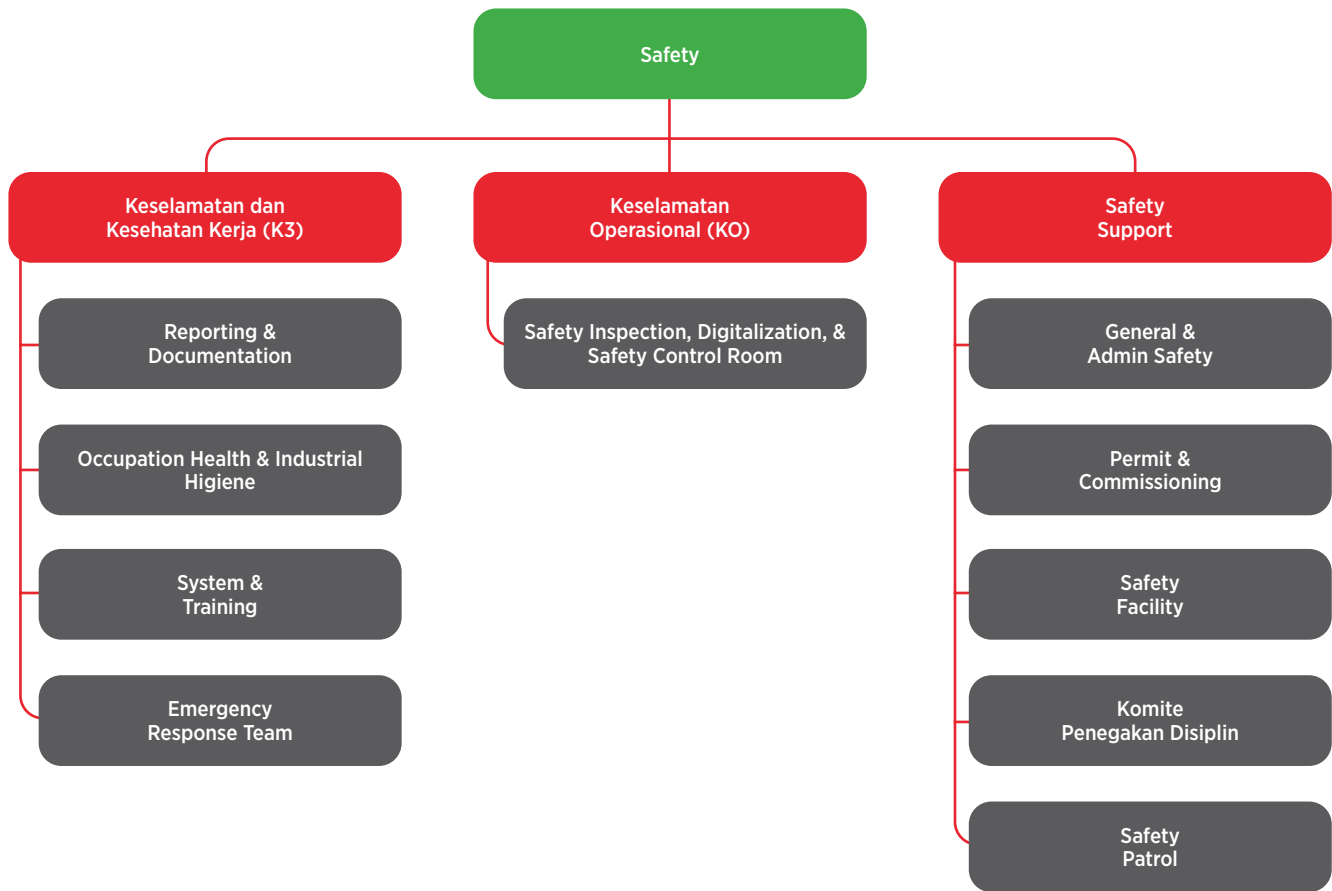 Safety
Keselamatan dan
Kesehatan Kerja (K3)
Reporting &
Documentation
Occupation Health & Industrial
Higiene
System &
Training
Emergency
Response Team
Keselamatan
Operasional (KO)
Safety Inspection, Digitalization, &
Safety Control Room
Safety
Support
General &
Admin Safety
Permit &
Commissioning
Safety
Facility
Komite
Penegakan Disiplin
Safety
Patrol